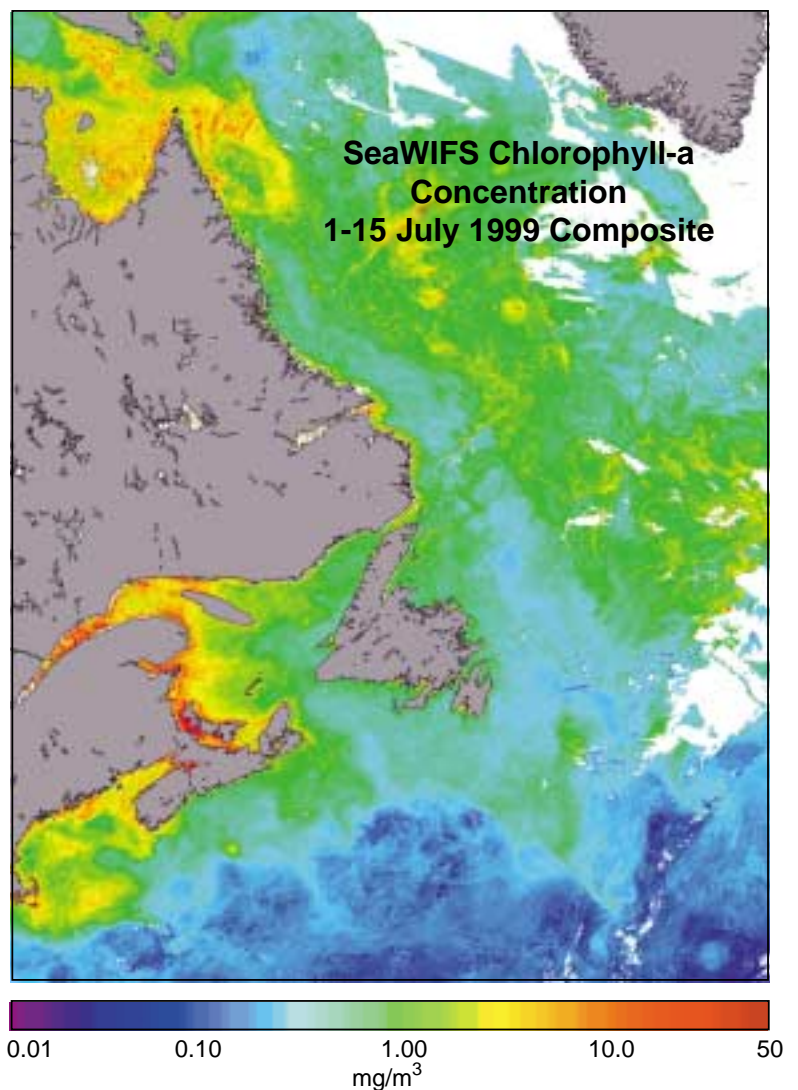 SeaWIFS Chlorophyll-a
Concentration
1-15 July 1999 Composite
0.01 0.10 1.00 10.0 50
mg/m³